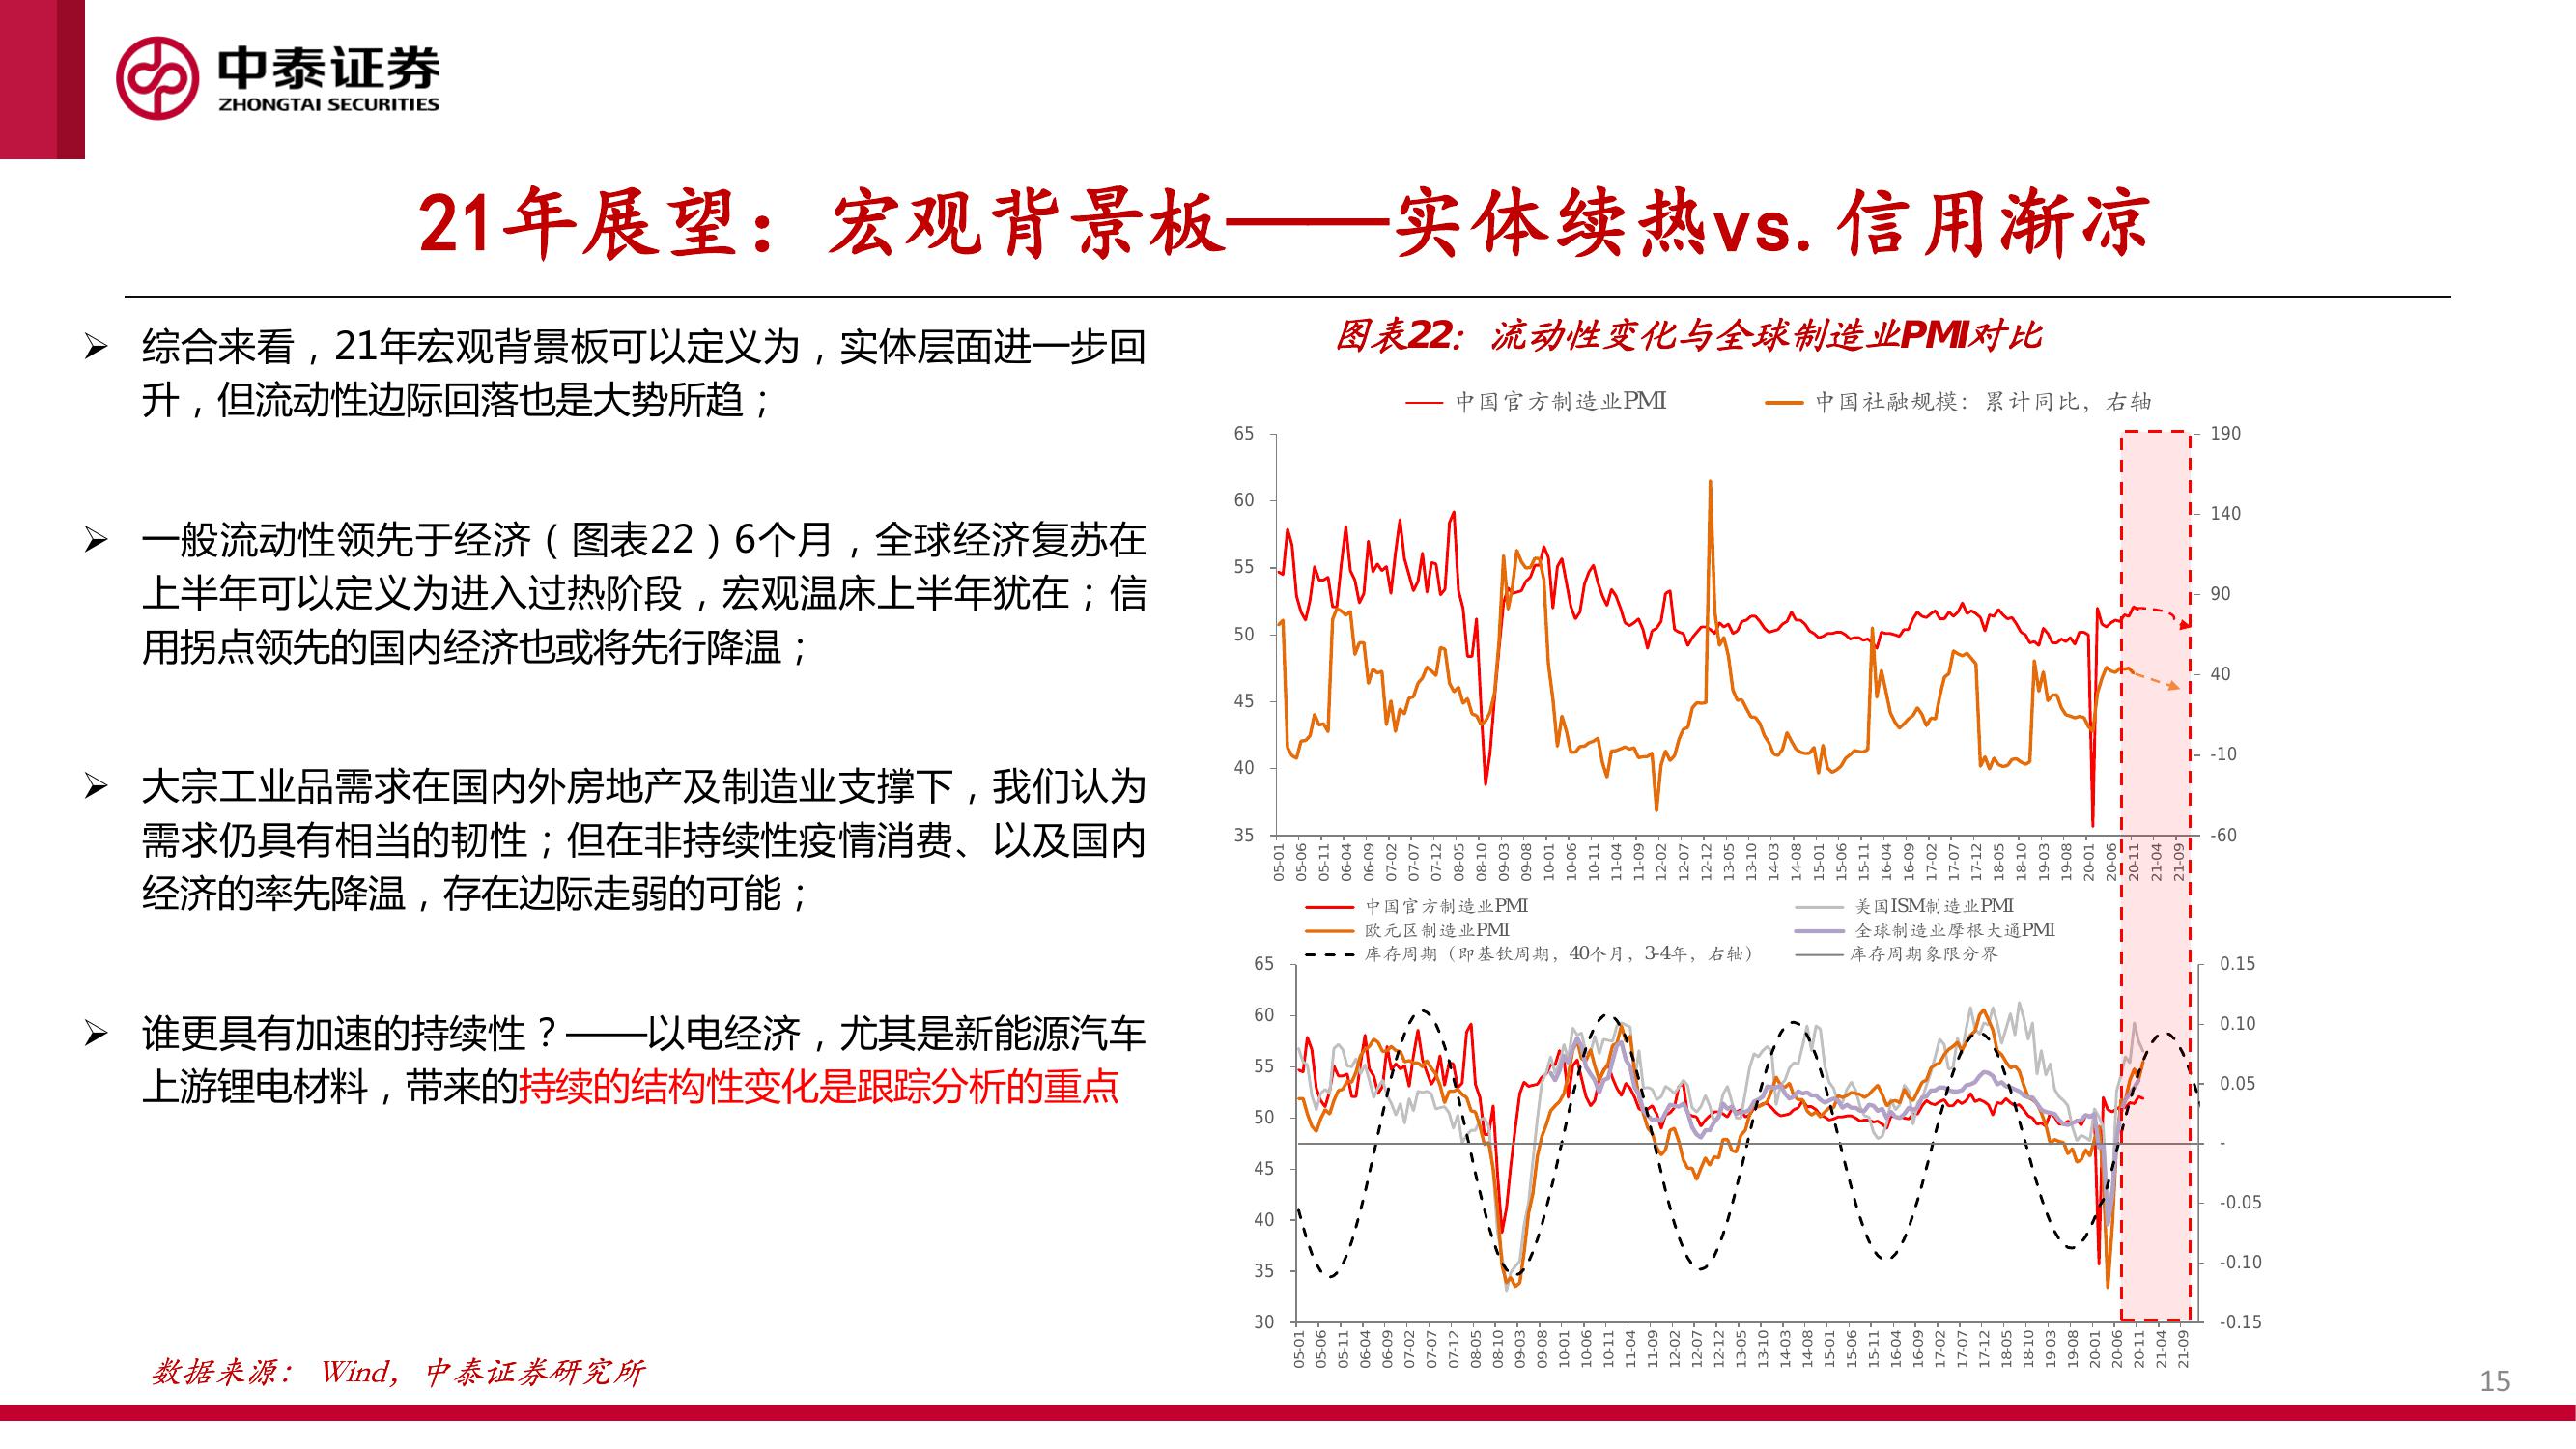 中泰证券
ZHONGTAI SECURITIES
21年展望：宏观背景板——实体续热vs.信用渐凉
➢ 综合来看，21年宏观背景板可以定义为，实体层面进一步回
升，但流动性边际回落也是大势所趋；
➢ 一般流动性领先于经济（图表22）6个月，全球经济复苏在
上半年可以定义为进入过热阶段，宏观温床上半年犹在；信
用拐点领先的国内经济也或将先行降温；
➢ 大宗工业品需求在国内外房地产及制造业支撑下，我们认为
需求仍具有相当的韧性；但在非持续性疫情消费、以及国内
经济的率先降温，存在边际走弱的可能；
➢ 谁更具有加速的持续性？——以电经济，尤其是新能源汽车
上游锂电材料，带来的持续的结构性变化是跟踪分析的重点
图表22：流动性变化与全球制造业PMI对比
中国官方制造业PMI 中国社融规模：累计同比，右轴
65 190
60
140
55
90
50
40
45
-10
40
35 -60
05-01 05-06 05-11 06-04 06-09 07-02 07-07 07-12 08-05 08-10 09-03 09-08 10-01 10-06 10-11 11-04 11-09 12-02 12-07 12-12 13-05 13-10 14-03 14-08 15-01 15-06 15-11 16-04 16-09 17-02 17-07 17-12 18-05 18-10 19-03 19-08 20-01 20-06 20-11 21-04 21-09
中国官方制造业PMI 美国ISM制造业PMI
欧元区制造业PMI 全球制造业摩根大通PMI
库存周期（即基钦周期，40个月，3-4年，右轴） 库存周期象限分界
65 0.15
60 0.10
55 0.05
50
-
45
-0.05
40
-0.10
35
30 -0.15
05-01 05-06 05-11 06-04 06-09 07-02 07-07 07-12 08-05 08-10 09-03 09-08 10-01 10-06 10-11 11-04 11-09 12-02 12-07 12-12 13-05 13-10 14-03 14-08 15-01 15-06 15-11 16-04 16-09 17-02 17-07 17-12 18-05 18-10 19-03 19-08 20-01 20-06 20-11 21-04 21-09
数据来源： Wind，中泰证券研究所
15